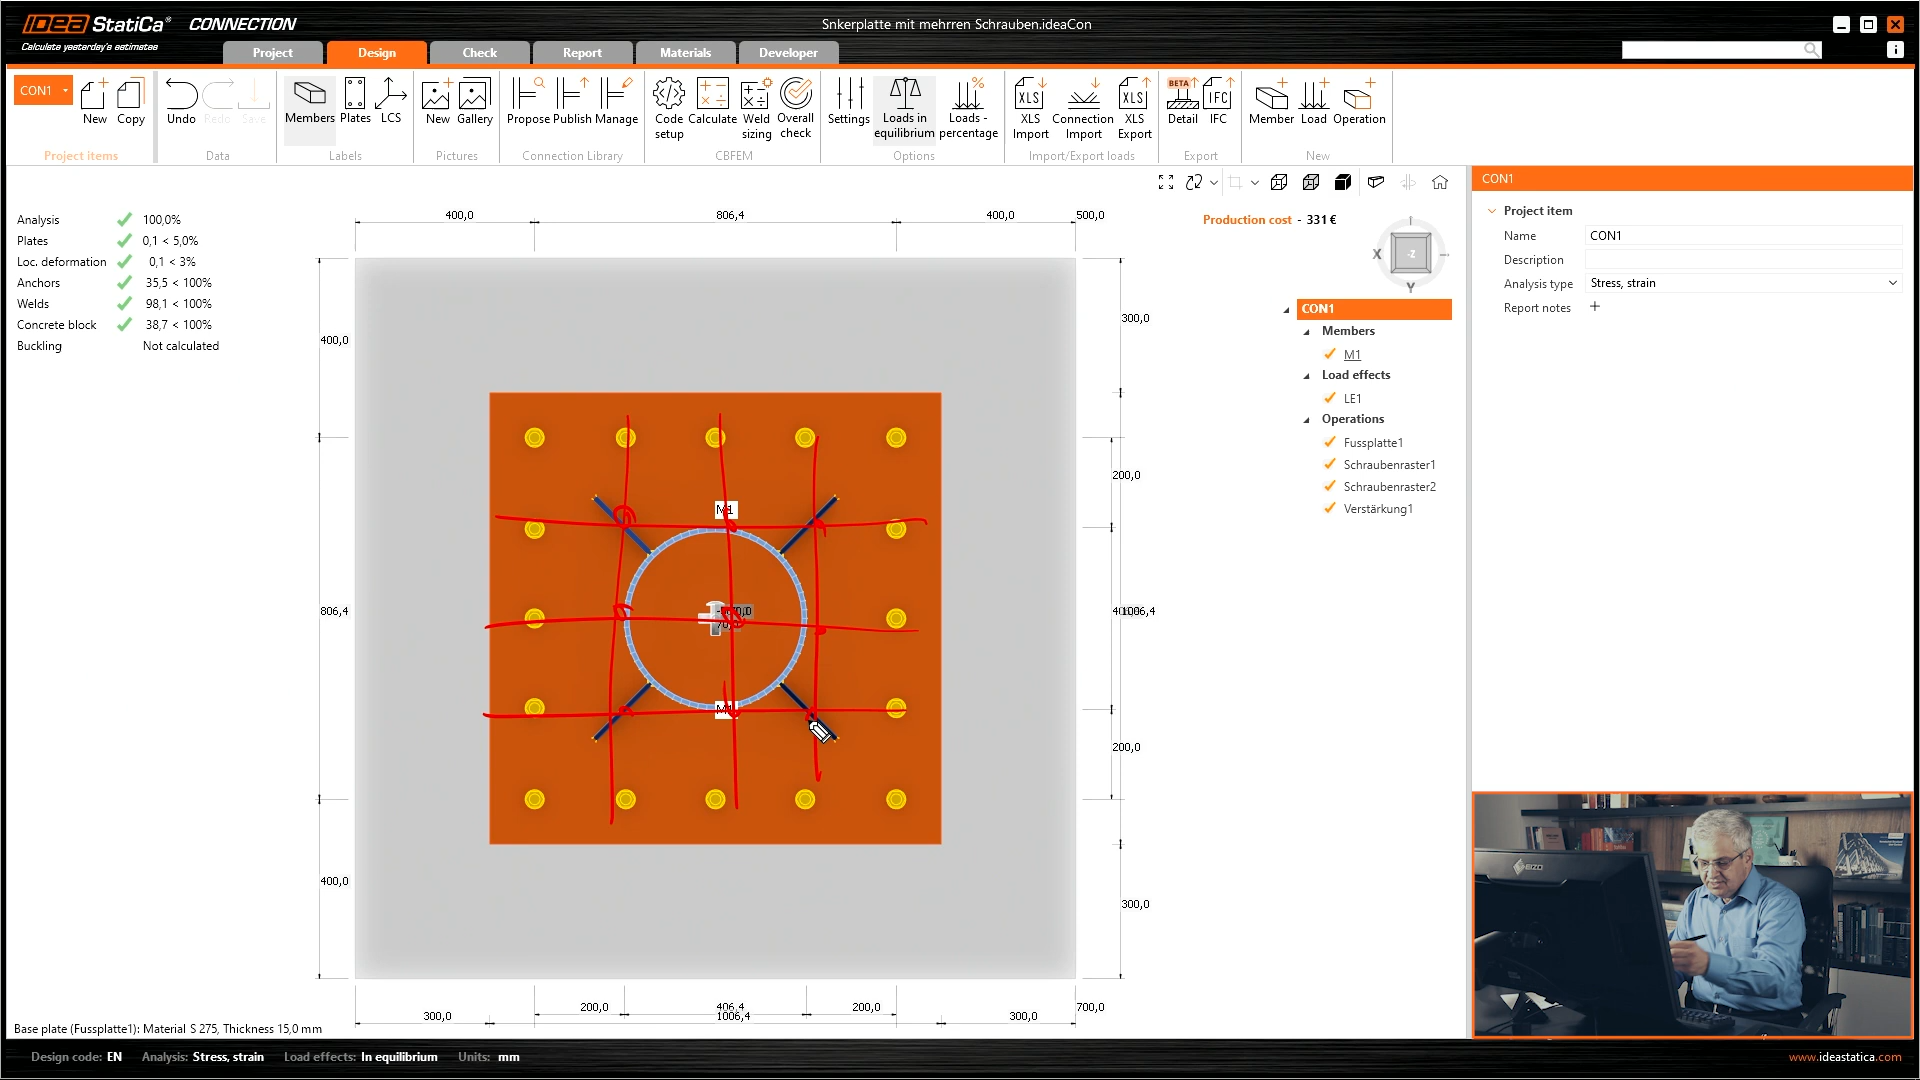 IDEA StatiCa® CONNECTION
Calculate yesterday's estimates
Snkerplatte mit mehrren Schrauben.ideaCon
Project Design Check Report Materials Developer
CON1 New Copy Undo Redo Save Members Plates LCS New Gallery Propose Publish Manage Code setup Calculate Weld sizing Overall check Settings Loads in equilibrium Loads - percentage XLS Import Connection Import XLS Export BETA Detail IFC Member Load Operation
Project items Data Labels Pictures Connection Library CBFEM Options Import/Export loads Export New
Analysis 100,0%
Plates 0,1 < 5,0%
Loc. deformation 0,1 < 3%
Anchors 35,5 < 100%
Welds 98,1 < 100%
Concrete block 38,7 < 100%
Buckling Not calculated
Production cost - 331 €
X -Z
Y
400,0 806,4 400,0 500,0
400,0
806,4
400,0
300,0
200,0
1006,4
200,0
300,0
M1
M1
200,0 406,4 200,0 700,0
300,0 1006,4 300,0
CON1
Members
M1
Load effects
LE1
Operations
Fussplatte1
Schraubenraster1
Schraubenraster2
Verstärkung1
CON1
Project item
Name CON1
Description
Analysis type Stress, strain
Report notes +
EIZO
Base plate (Fussplatte1): Material S 275, Thickness 15,0 mm
Design code: EN Analysis: Stress, strain Load effects: In equilibrium Units: mm
www.ideastatica.com